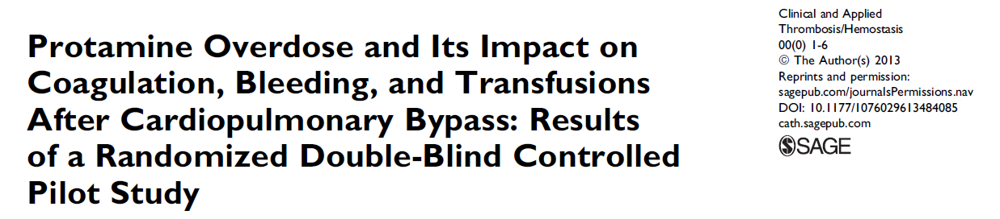 Protamine Overdose and Its Impact on
Coagulation, Bleeding, and Transfusions
After Cardiopulmonary Bypass: Results
of a Randomized Double-Blind Controlled
Pilot Study
Clinical and Applied
Thrombosis/Hemostasis
00(0) 1-6
© The Author(s) 2013
Reprints and permission:
sagepub.com/journalsPermissions.nav
DOI: 10.1177/1076029613484085
cath.sagepub.com
SAGE